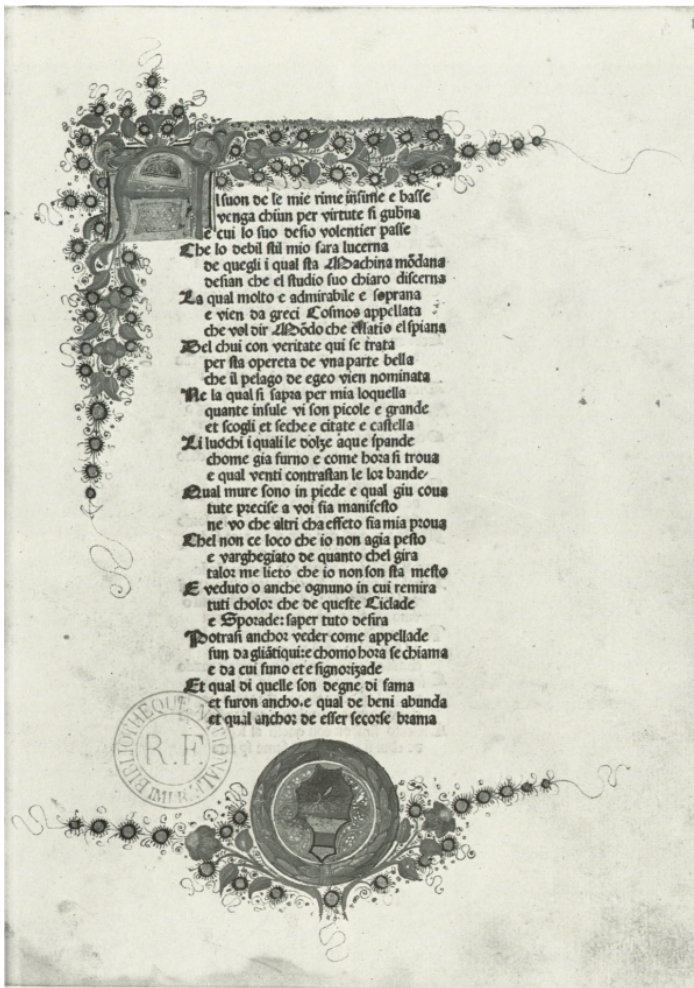 Al suon de le mie rime insime e basse
venga chiun per virtute si gub̃na
e cui lo suo desio volentier passe
Che lo debil stil mio sara lucerna
de quegli i qual sta Machina mõdana
desian che el studio suo chiaro discerna
La qual molto e admirabile e soprana
e vien da greci Cosmos appellata
che vol dir Mõdo che Statio el spiana
Del chui con veritate qui se trata
per sta opereta de vna parte bella
che il pelago de egeo vien nominata
Ne la qual si sapra per mia loquella
quante insule vi son picole e grande
et scogli et seche e citate e castella
Li luochi i quali le dolze aque spande
chome gia furno e come hora si troua
e qual venti contrastan le lor bande
Qual mure sono in piede e qual giu coua
tute precise a voi sia manifesto
ne vo che altri cha effeto sia mia proua
Chel non ce loco che io non agia pesto
e varghegiato de quanto chel gira
talor me lieto che io non son sta mesto
E veduto o anche ognuno in cui remira
tuti cholor che de queste Ciclade
e Sporade: saper tuto desira
Potrasi anchor veder come appellade
fun da gliãtiqui: e chomo hora se chiama
e da cui funo et e signorizade
Et qual di quelle son degne di fama
et furon ancho. e qual de beni abunda
et qual anchor de esser secorse brama
BIBLIOTHEQUE NATIONALE
R.F.